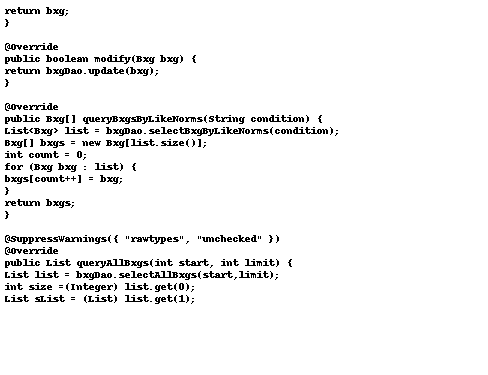 return bxg;
}
@Override
public boolean modify(Bxg bxg) {
return bxgDao.update(bxg);
}
@Override
public Bxg[] queryBxgsByLikeNorms(String condition) {
List<Bxg> list = bxgDao.selectBxgByLikeNorms(condition);
Bxg[] bxgs = new Bxg[list.size()];
int count = 0;
for (Bxg bxg : list) {
bxgs[count++] = bxg;
}
return bxgs;
}
@SuppressWarnings({ "rawtypes", "unchecked" })
@Override
public List queryAllBxgs(int start, int limit) {
List list = bxgDao.selectAllBxgs(start,limit);
int size =(Integer) list.get(0);
List sList = (List) list.get(1);